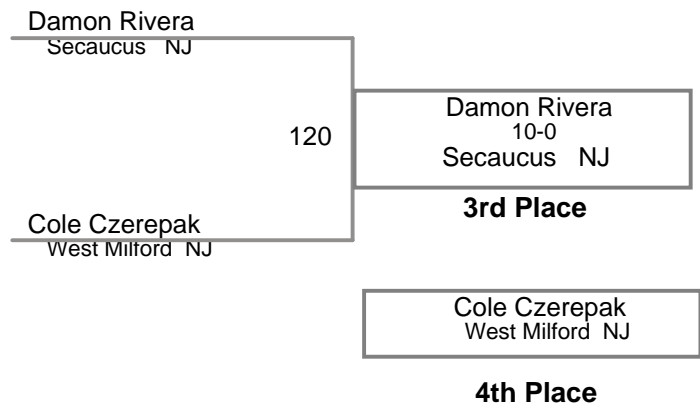 Damon Rivera
Secaucus NJ
120
Damon Rivera
10-0
Secaucus NJ
3rd Place
Cole Czerepak
West Milford NJ
Cole Czerepak
West Milford NJ
4th Place